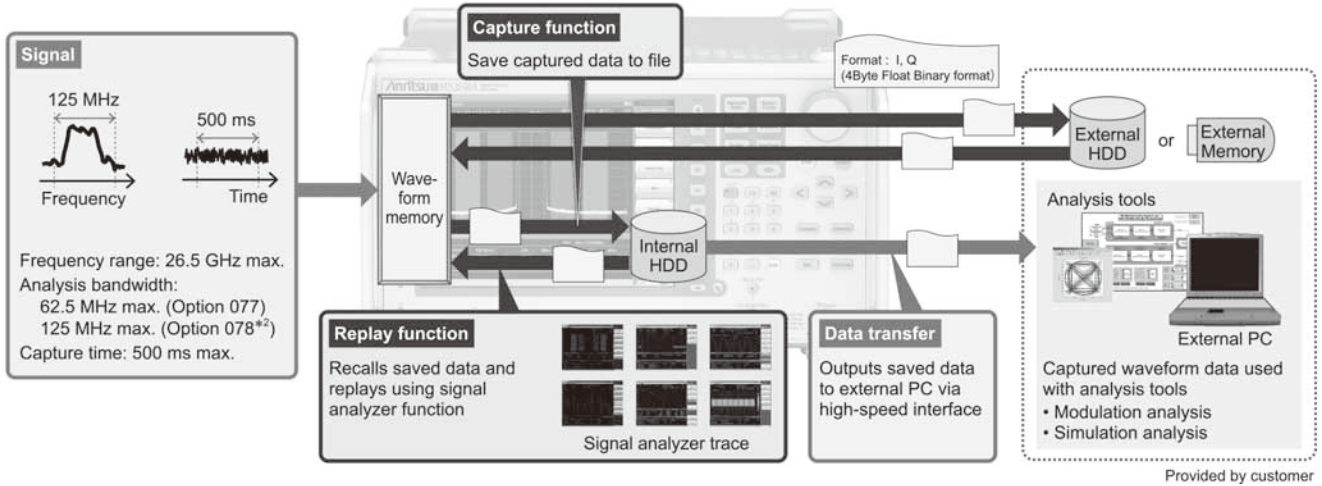 Signal
125 MHz
500 ms
Frequency
Time
Frequency range: 26.5 GHz max.
Analysis bandwidth:
62.5 MHz max. (Option 077)
125 MHz max. (Option 078*2)
Capture time: 500 ms max.
Capture function
Save captured data to file
Anritsu
Wave-
form
memory
Format : I, Q
(4Byte Float Binary format)
External
HDD
or
External
Memory
Internal
HDD
Analysis tools
External PC
Captured waveform data used
with analysis tools
• Modulation analysis
• Simulation analysis
Replay function
Recalls saved data and
replays using signal
analyzer function
Signal analyzer trace
Data transfer
Outputs saved data
to external PC via
high-speed interface
Provided by customer